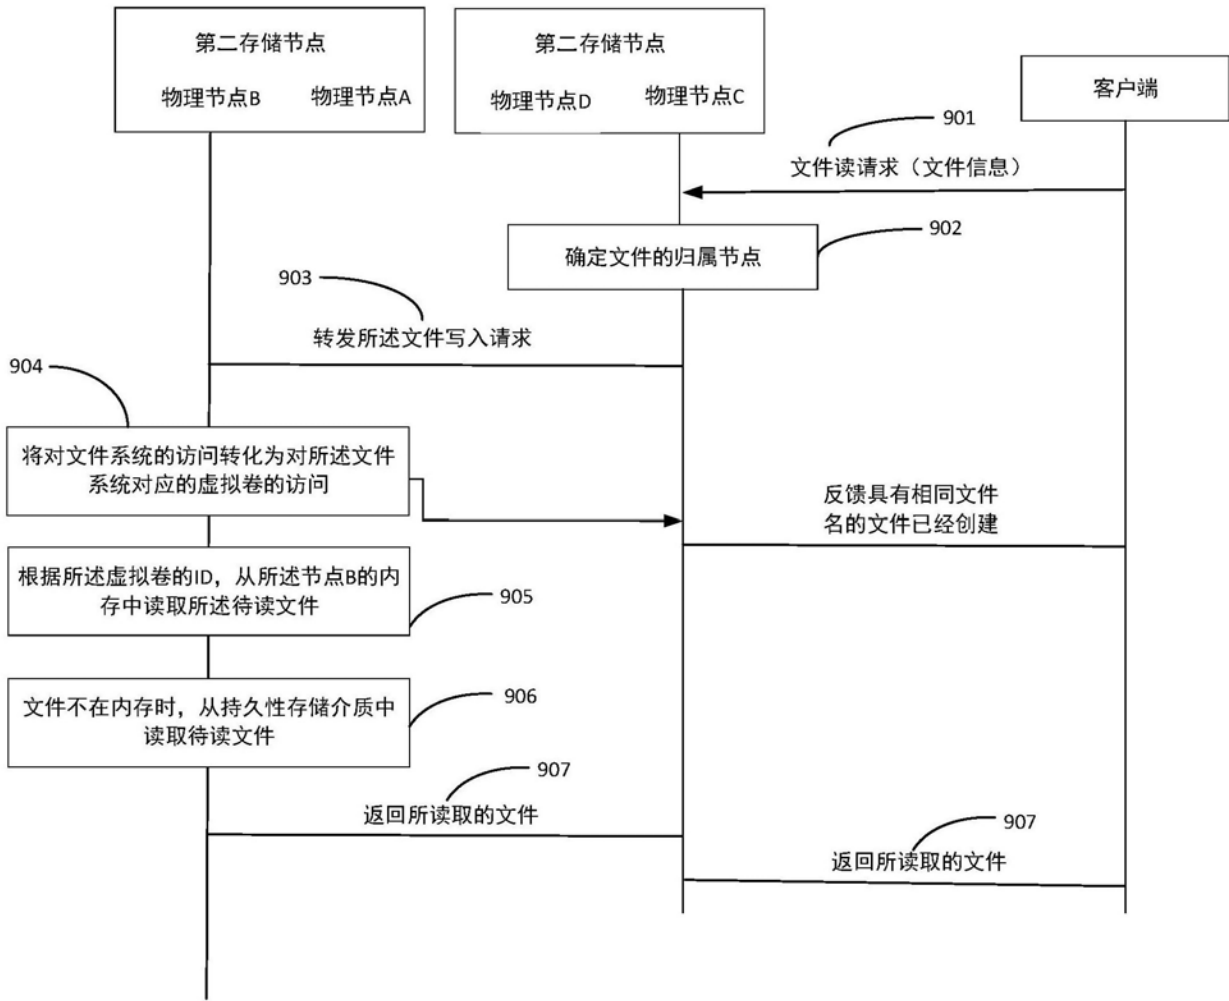 第二存储节点
物理节点B 物理节点A
第二存储节点
物理节点D 物理节点C
客户端
901
文件读请求（文件信息）
902
确定文件的归属节点
903
转发所述文件写入请求
904
将对文件系统的访问转化为对所述文件
系统对应的虚拟卷的访问
反馈具有相同文件
名的文件已经创建
根据所述虚拟卷的ID，从所述节点B的内
存中读取所述待读文件
905
文件不在内存时，从持久性存储介质中
读取待读文件
906
907
返回所读取的文件
907
返回所读取的文件